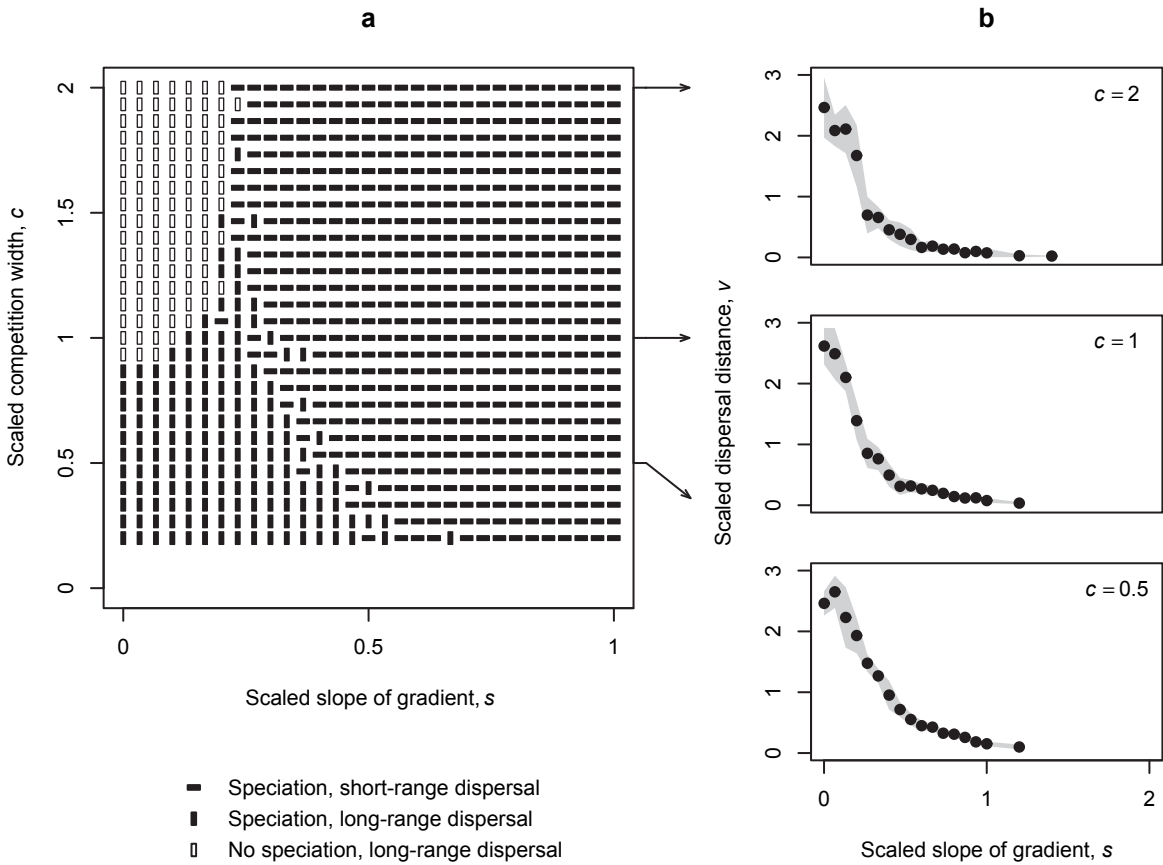 a
b
2
1.5
1
0.5
0
Scaled competition width, c
0
0.5
1
Scaled slope of gradient, s
Speciation, short-range dispersal
Speciation, long-range dispersal
No speciation, long-range dispersal
Scaled dispersal distance, v
3
2
1
0
c = 2
3
2
1
0
c = 1
3
2
1
0
c = 0.5
0
1
2
Scaled slope of gradient, s